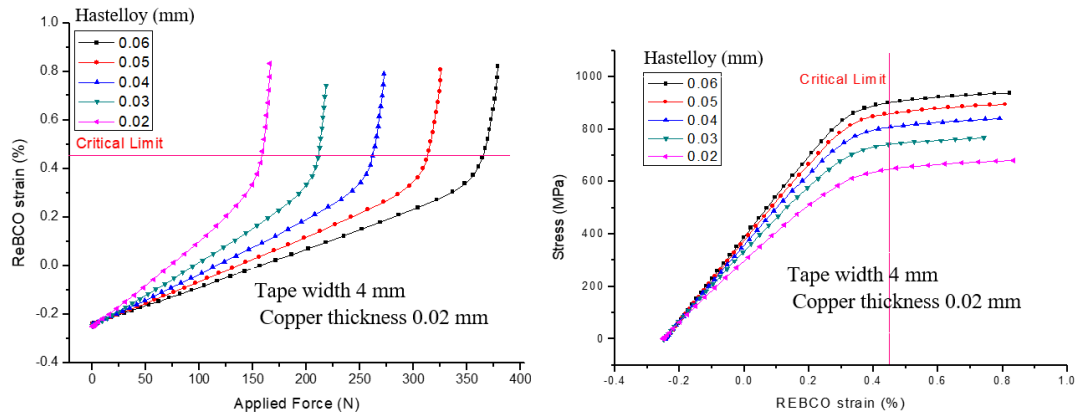 Hastelloy (mm)
0.06
0.05
0.04
0.03
0.02
Critical Limit
1.0
0.8
0.6
0.4
0.2
0.0
-0.2
-0.4
ReBCO strain (%)
Tape width 4 mm
Copper thickness 0.02 mm
0 50 100 150 200 250 300 350 400
Applied Force (N)
Hastelloy (mm)
0.06
0.05
0.04
0.03
0.02
Critical Limit
1000
800
600
400
200
0
Stress (MPa)
Tape width 4 mm
Copper thickness 0.02 mm
-0.4 -0.2 0.0 0.2 0.4 0.6 0.8 1.0
REBCO strain (%)